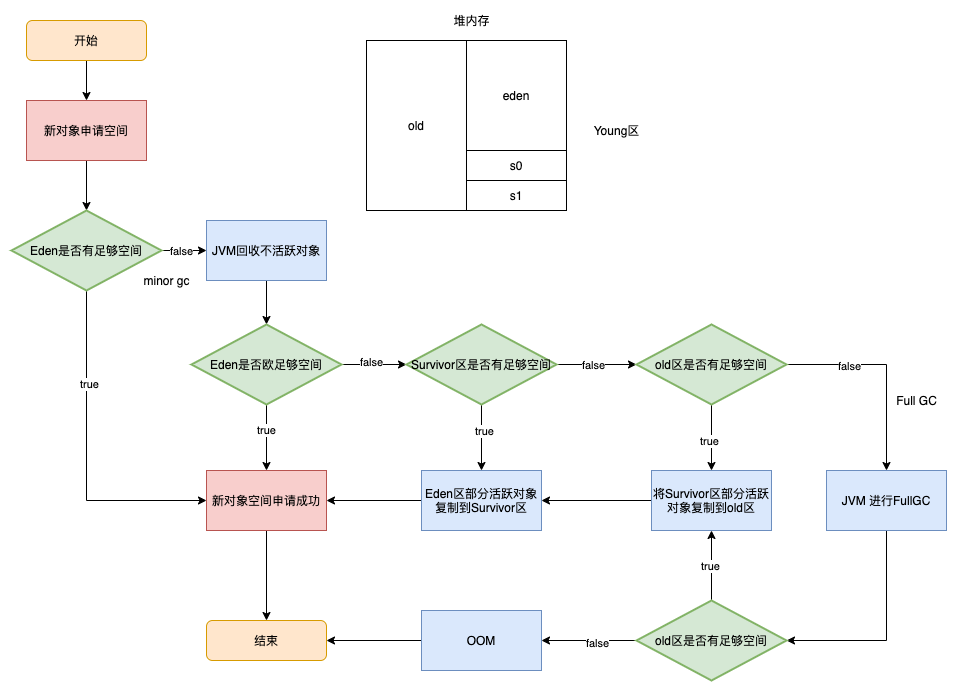 堆内存
开始
old
eden
s0
s1
Young区
新对象申请空间
Eden是否有足够空间
false
minor gc
true
JVM回收不活跃对象
Eden是否欧足够空间
false
true
Survivor区是否有足够空间
false
true
old区是否有足够空间
false
true
Full GC
新对象空间申请成功
Eden区部分活跃对象
复制到Survivor区
将Survivor区部分活跃
对象复制到old区
JVM 进行FullGC
true
结束
OOM
false
old区是否有足够空间